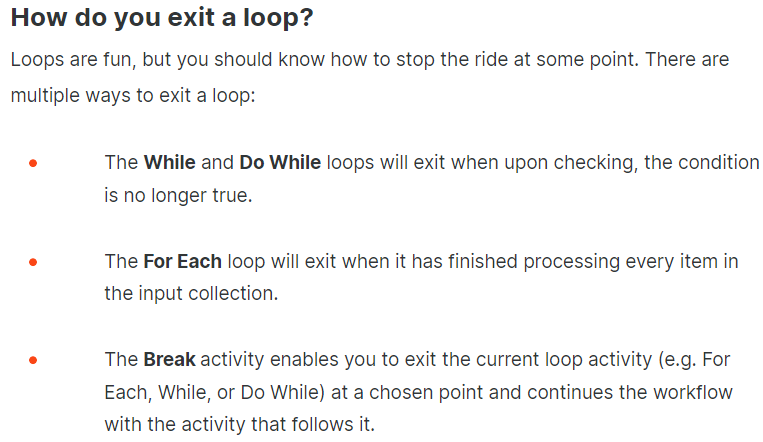 How do you exit a loop?
Loops are fun, but you should know how to stop the ride at some point. There are
multiple ways to exit a loop:
The While and Do While loops will exit when upon checking, the condition
is no longer true.
The For Each loop will exit when it has finished processing every item in
the input collection.
The Break activity enables you to exit the current loop activity (e.g. For
Each, While, or Do While) at a chosen point and continues the workflow
with the activity that follows it.